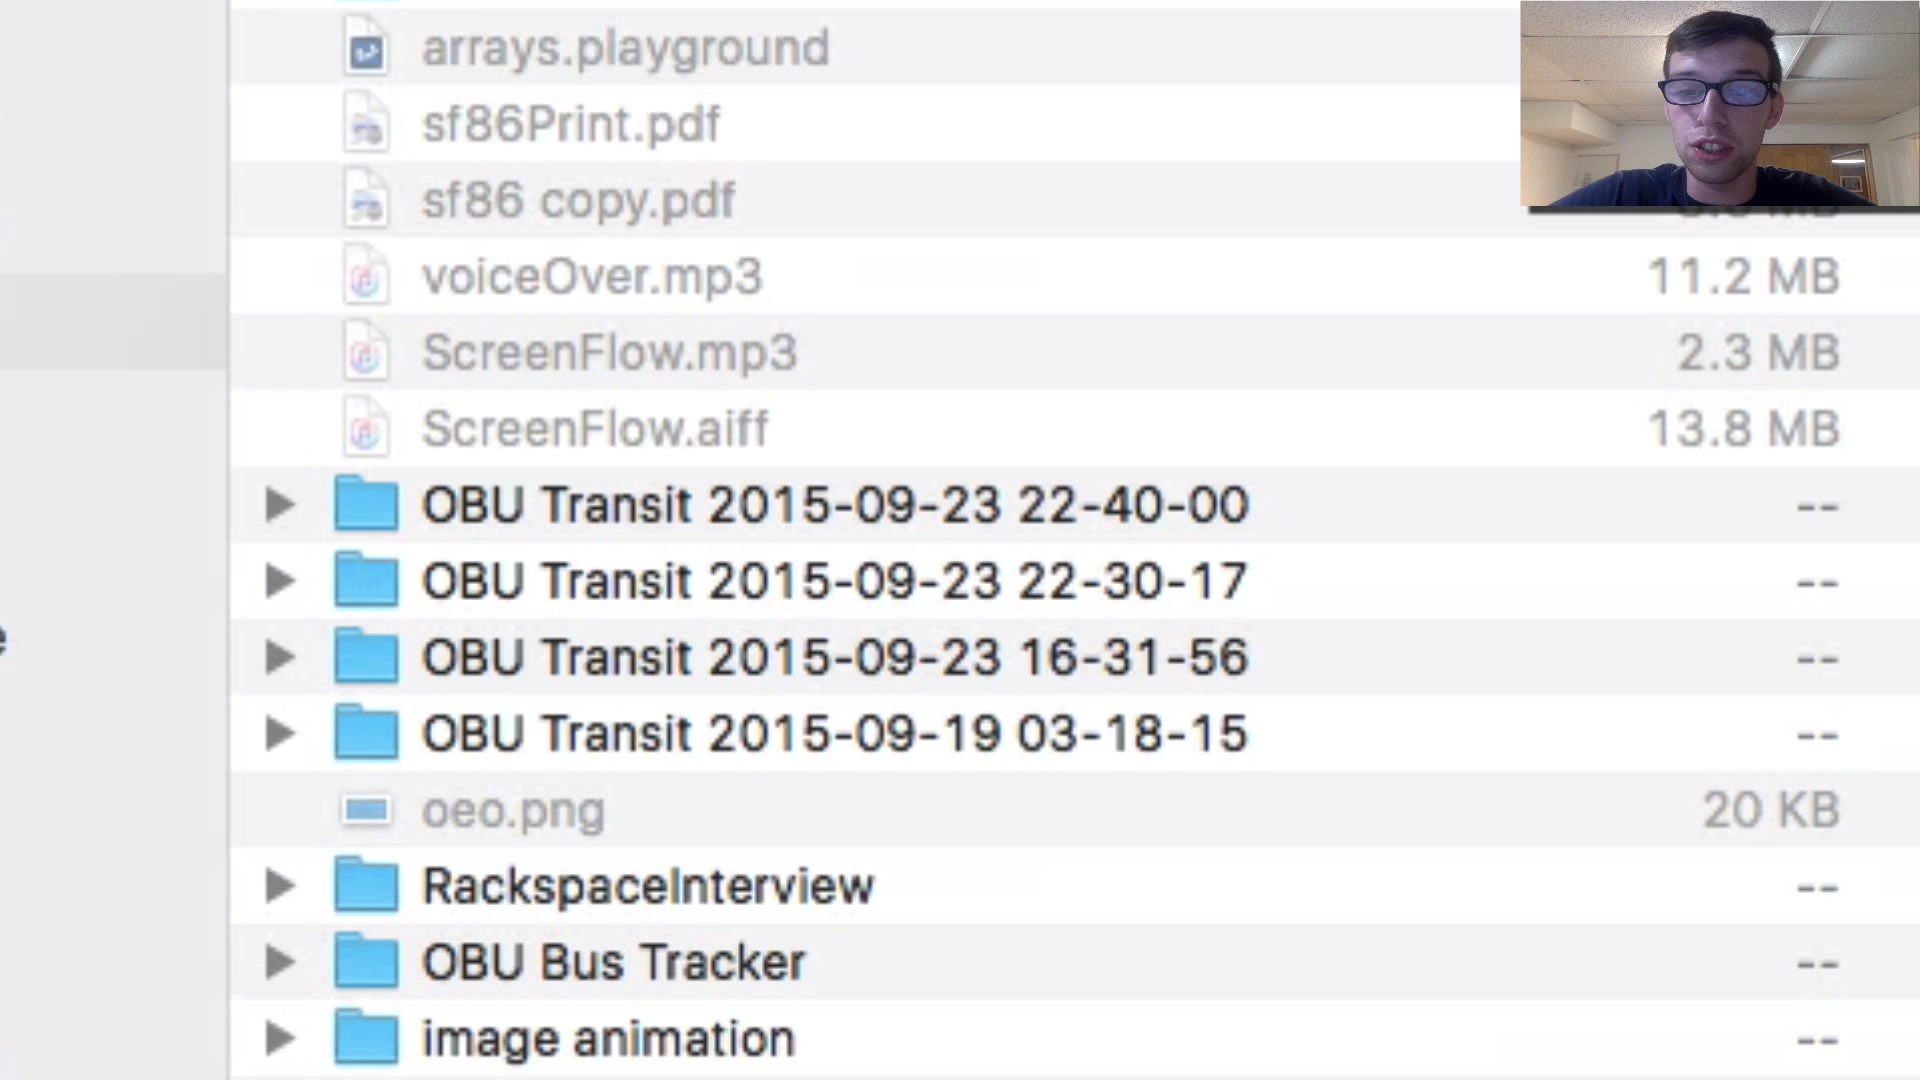 arrays.playground
sf86Print.pdf
sf86 copy.pdf
voiceOver.mp3 11.2 MB
ScreenFlow.mp3 2.3 MB
ScreenFlow.aiff 13.8 MB
OBU Transit 2015-09-23 22-40-00 --
OBU Transit 2015-09-23 22-30-17 --
OBU Transit 2015-09-23 16-31-56 --
OBU Transit 2015-09-19 03-18-15 --
oeo.png 20 KB
RackspaceInterview --
OBU Bus Tracker --
image animation --